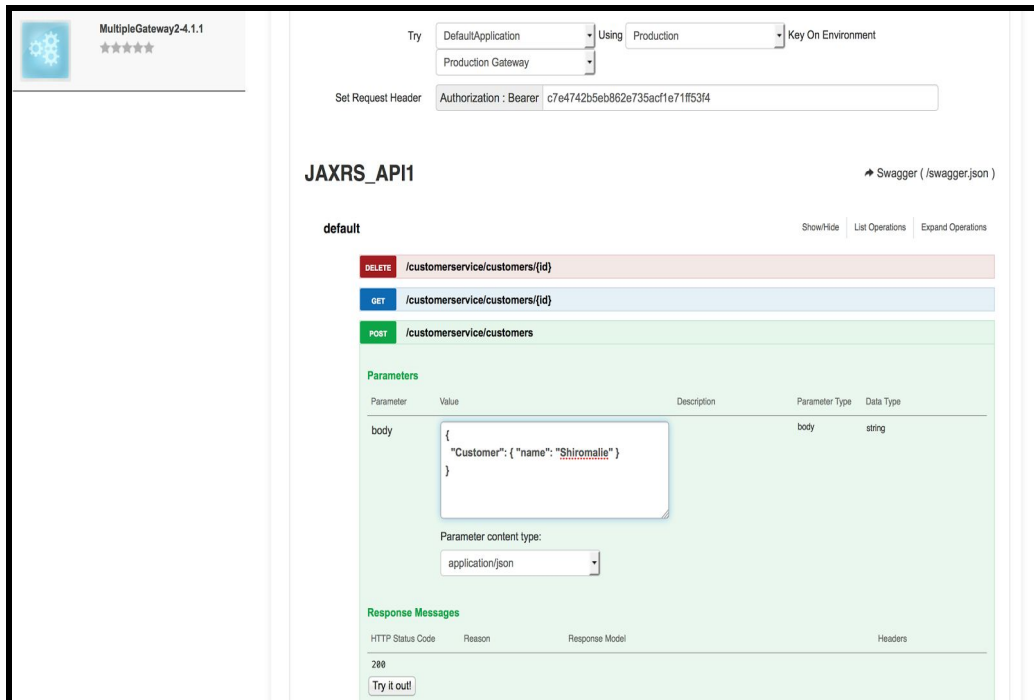 MultipleGateway2-4.1.1
Try DefaultApplication Using Production Key On Environment
Production Gateway
Set Request Header Authorization : Bearer c7e4742b5eb862e735acf1e71ff53f4
JAXRS_API1 Swagger ( /swagger.json )
default Show/Hide List Operations Expand Operations
DELETE /customerservice/customers/{id}
GET /customerservice/customers/{id}
POST /customerservice/customers
Parameters
Parameter Value Description Parameter Type Data Type
body { body string
"Customer": { "name": "Shiromalie" }
}
Parameter content type:
application/json
Response Messages
HTTP Status Code Reason Response Model Headers
200
Try it out!